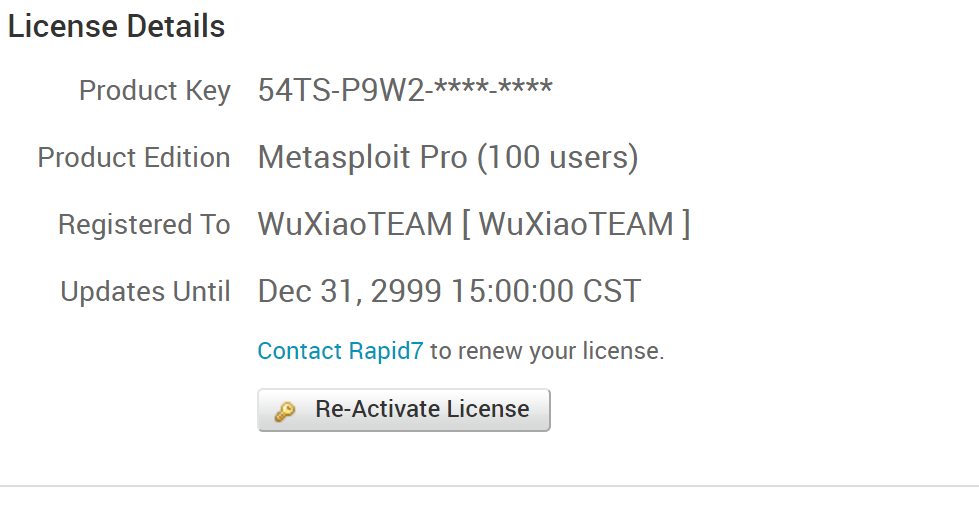 License Details
Product Key 54TS-P9W2-****-****
Product Edition Metasploit Pro (100 users)
Registered To WuXiaoTEAM [ WuXiaoTEAM ]
Updates Until Dec 31, 2999 15:00:00 CST
Contact Rapid7 to renew your license.
Re-Activate License